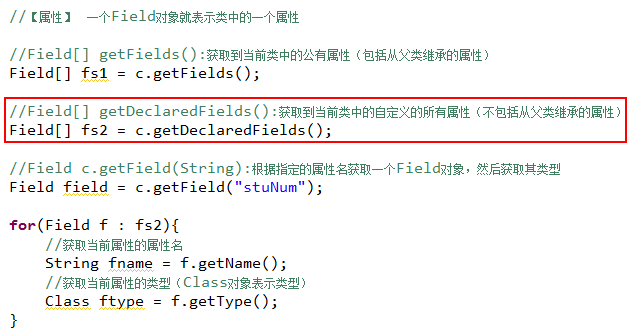 //【属性】 一个Field对象就表示类中的一个属性
//Field[] getFields():获取到当前类中的公有属性（包括从父类继承的属性）
Field[] fs1 = c.getFields();
//Field[] getDeclaredFields():获取到当前类中的自定义的所有属性（不包括从父类继承的属性）
Field[] fs2 = c.getDeclaredFields();
//Field c.getField(String):根据指定的属性名获取一个Field对象，然后获取其类型
Field field = c.getField("stuNum");
for(Field f : fs2){
//获取当前属性的属性名
String fname = f.getName();
//获取当前属性的类型（Class对象表示类型）
Class ftype = f.getType();
}